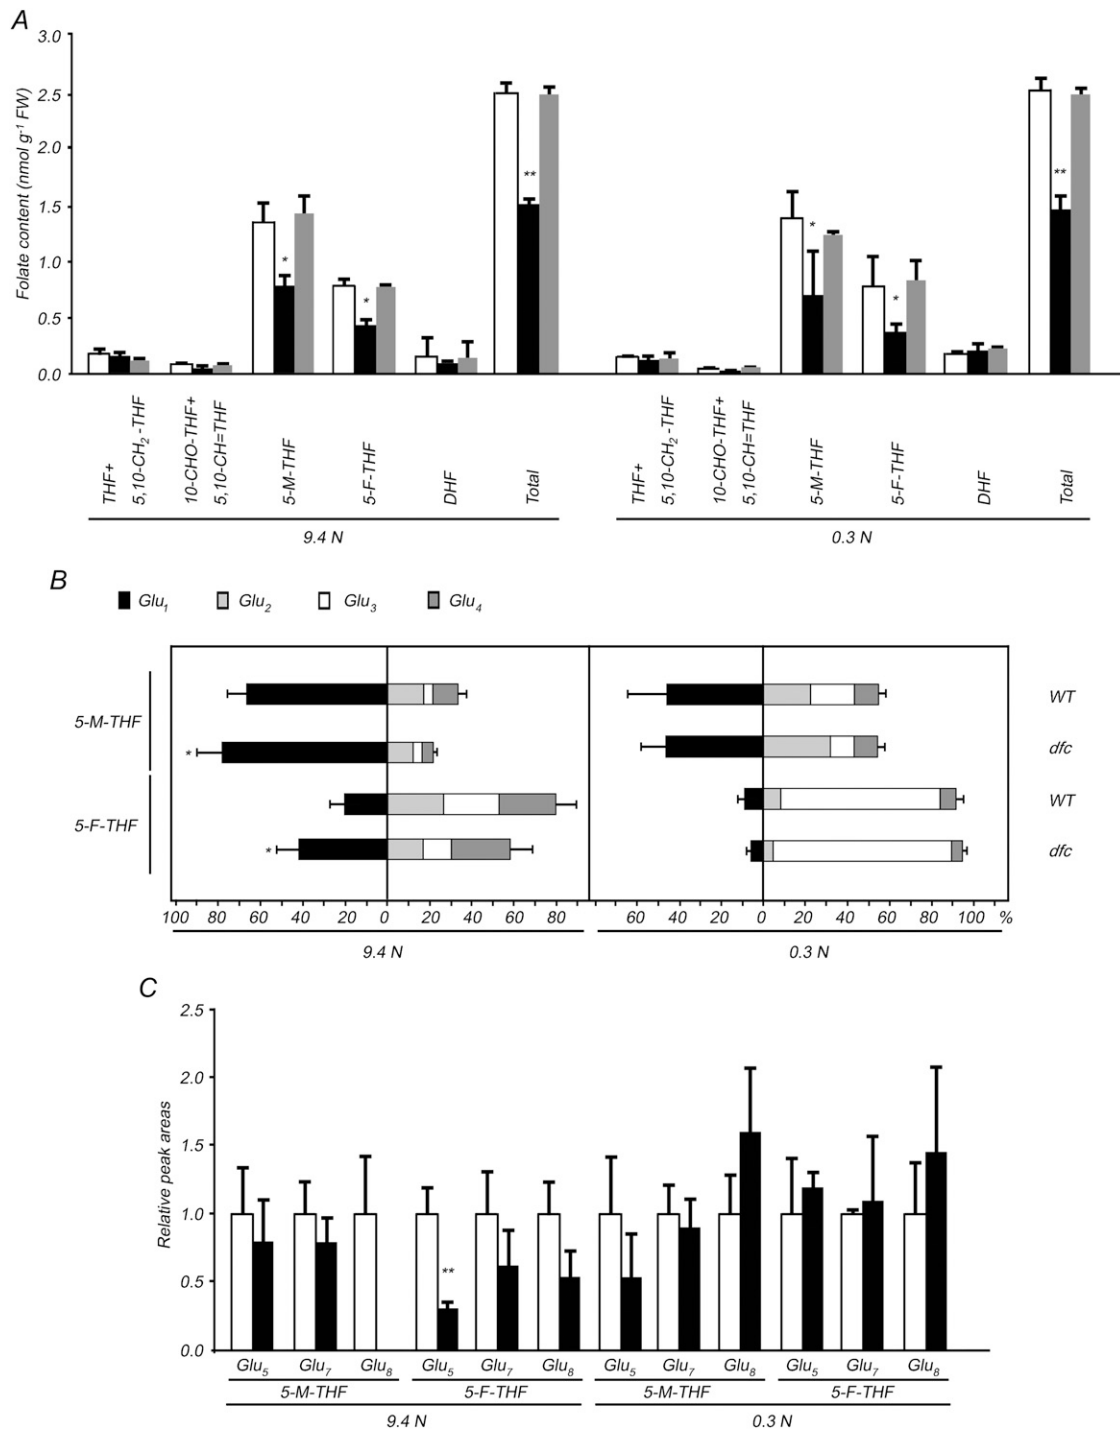 A
Folate content (nmol g⁻¹ FW)
3.0
2.5
2.0
1.5
1.0
0.5
0.0
* * ** * * **
THF+ 5,10-CH₂-THF 10-CHO-THF+ 5,10-CH=THF 5-M-THF 5-F-THF DHF Total THF+ 5,10-CH₂-THF 10-CHO-THF+ 5,10-CH=THF 5-M-THF 5-F-THF DHF Total
9.4 N 0.3 N
B
Glu₁ Glu₂ Glu₃ Glu₄
WT
5-M-THF
* dfc
WT
5-F-THF
* dfc
100 80 60 40 20 0 20 40 60 80 60 40 20 0 20 40 60 80 100 %
9.4 N 0.3 N
C
Relative peak areas
2.5
2.0
1.5
1.0
0.5
0.0
**
Glu₅ Glu₇ Glu₈ Glu₅ Glu₇ Glu₈ Glu₅ Glu₇ Glu₈ Glu₅ Glu₇ Glu₈
5-M-THF 5-F-THF 5-M-THF 5-F-THF
9.4 N 0.3 N